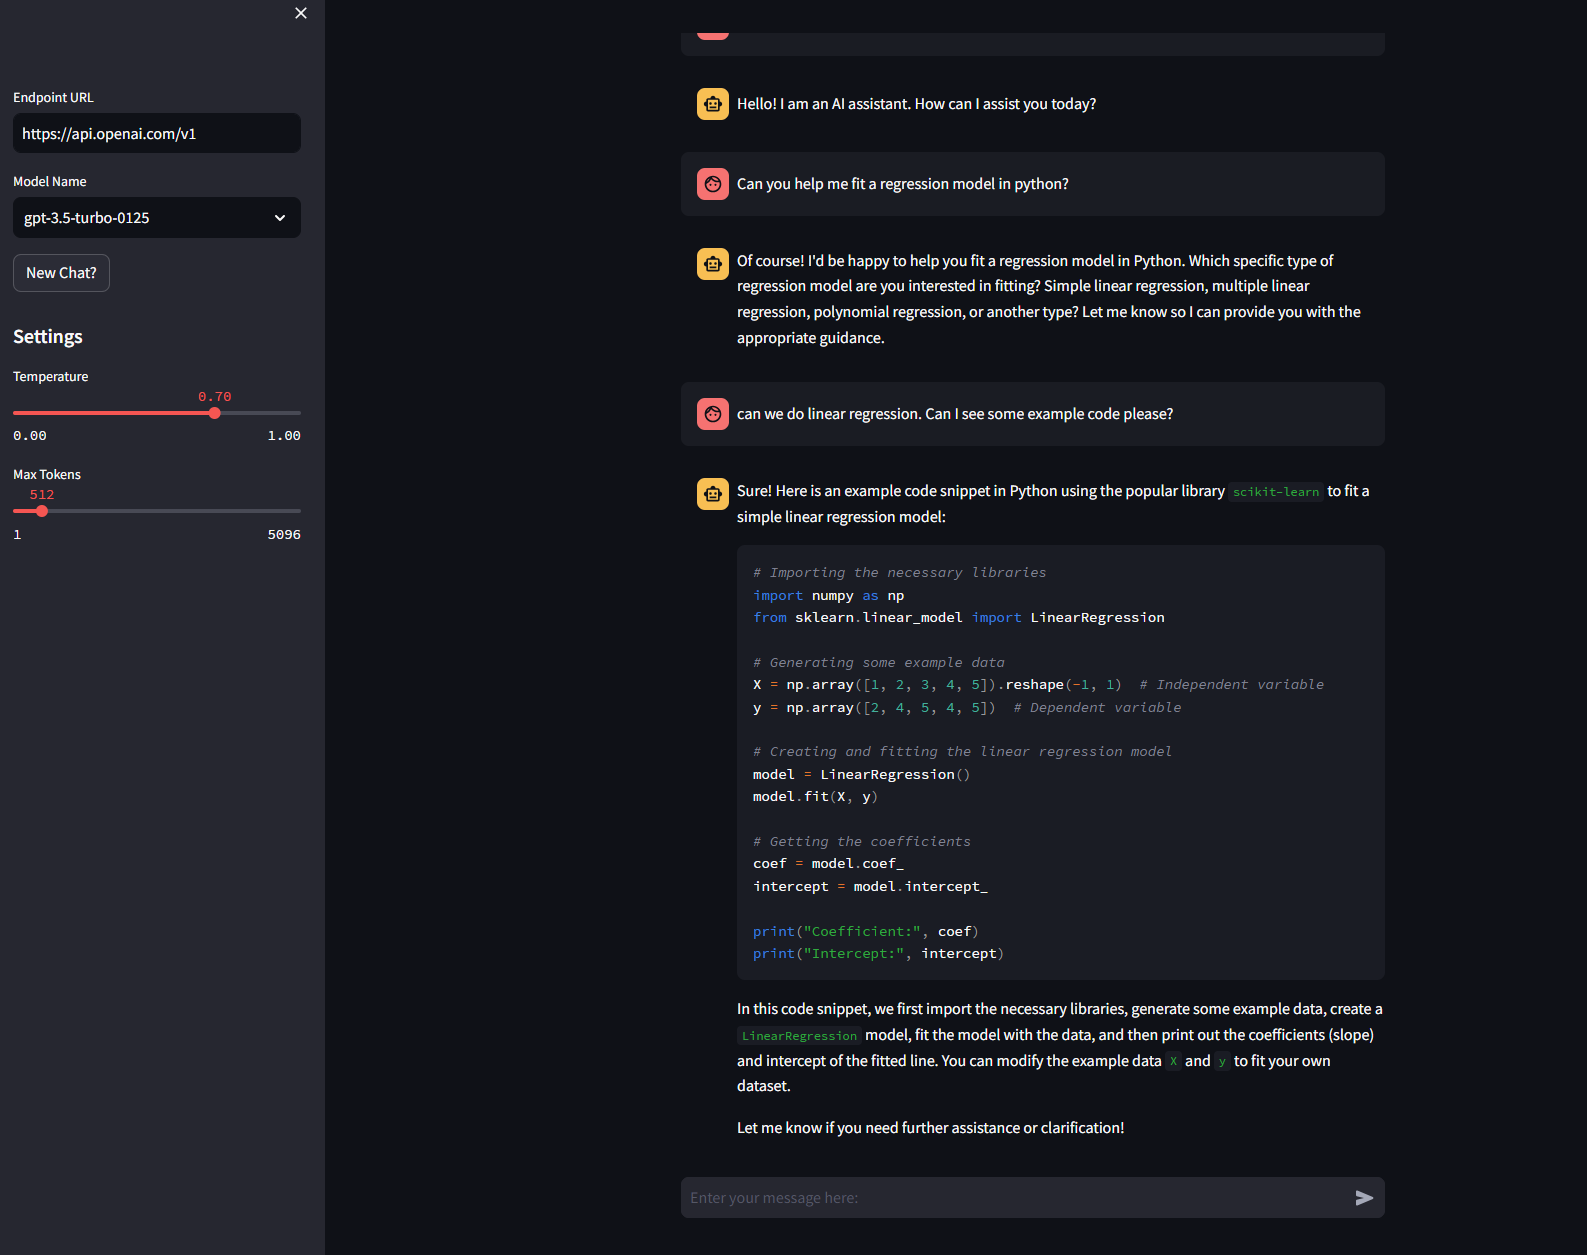 Endpoint URL
https://api.openai.com/v1
Model Name
gpt-3.5-turbo-0125
New Chat?
Settings
Temperature
0.70
0.00 1.00
Max Tokens
512
1 5096
Hello! I am an AI assistant. How can I assist you today?
Can you help me fit a regression model in python?
Of course! I'd be happy to help you fit a regression model in Python. Which specific type of
regression model are you interested in fitting? Simple linear regression, multiple linear
regression, polynomial regression, or another type? Let me know so I can provide you with the
appropriate guidance.
can we do linear regression. Can I see some example code please?
Sure! Here is an example code snippet in Python using the popular library scikit-learn to fit a
simple linear regression model:
# Importing the necessary libraries
import numpy as np
from sklearn.linear_model import LinearRegression
# Generating some example data
X = np.array([1, 2, 3, 4, 5]).reshape(-1, 1)  # Independent variable
y = np.array([2, 4, 5, 4, 5])  # Dependent variable
# Creating and fitting the linear regression model
model = LinearRegression()
model.fit(X, y)
# Getting the coefficients
coef = model.coef_
intercept = model.intercept_
print("Coefficient:", coef)
print("Intercept:", intercept)
In this code snippet, we first import the necessary libraries, generate some example data, create a
LinearRegression model, fit the model with the data, and then print out the coefficients (slope)
and intercept of the fitted line. You can modify the example data X and y to fit your own
dataset.
Let me know if you need further assistance or clarification!
Enter your message here: